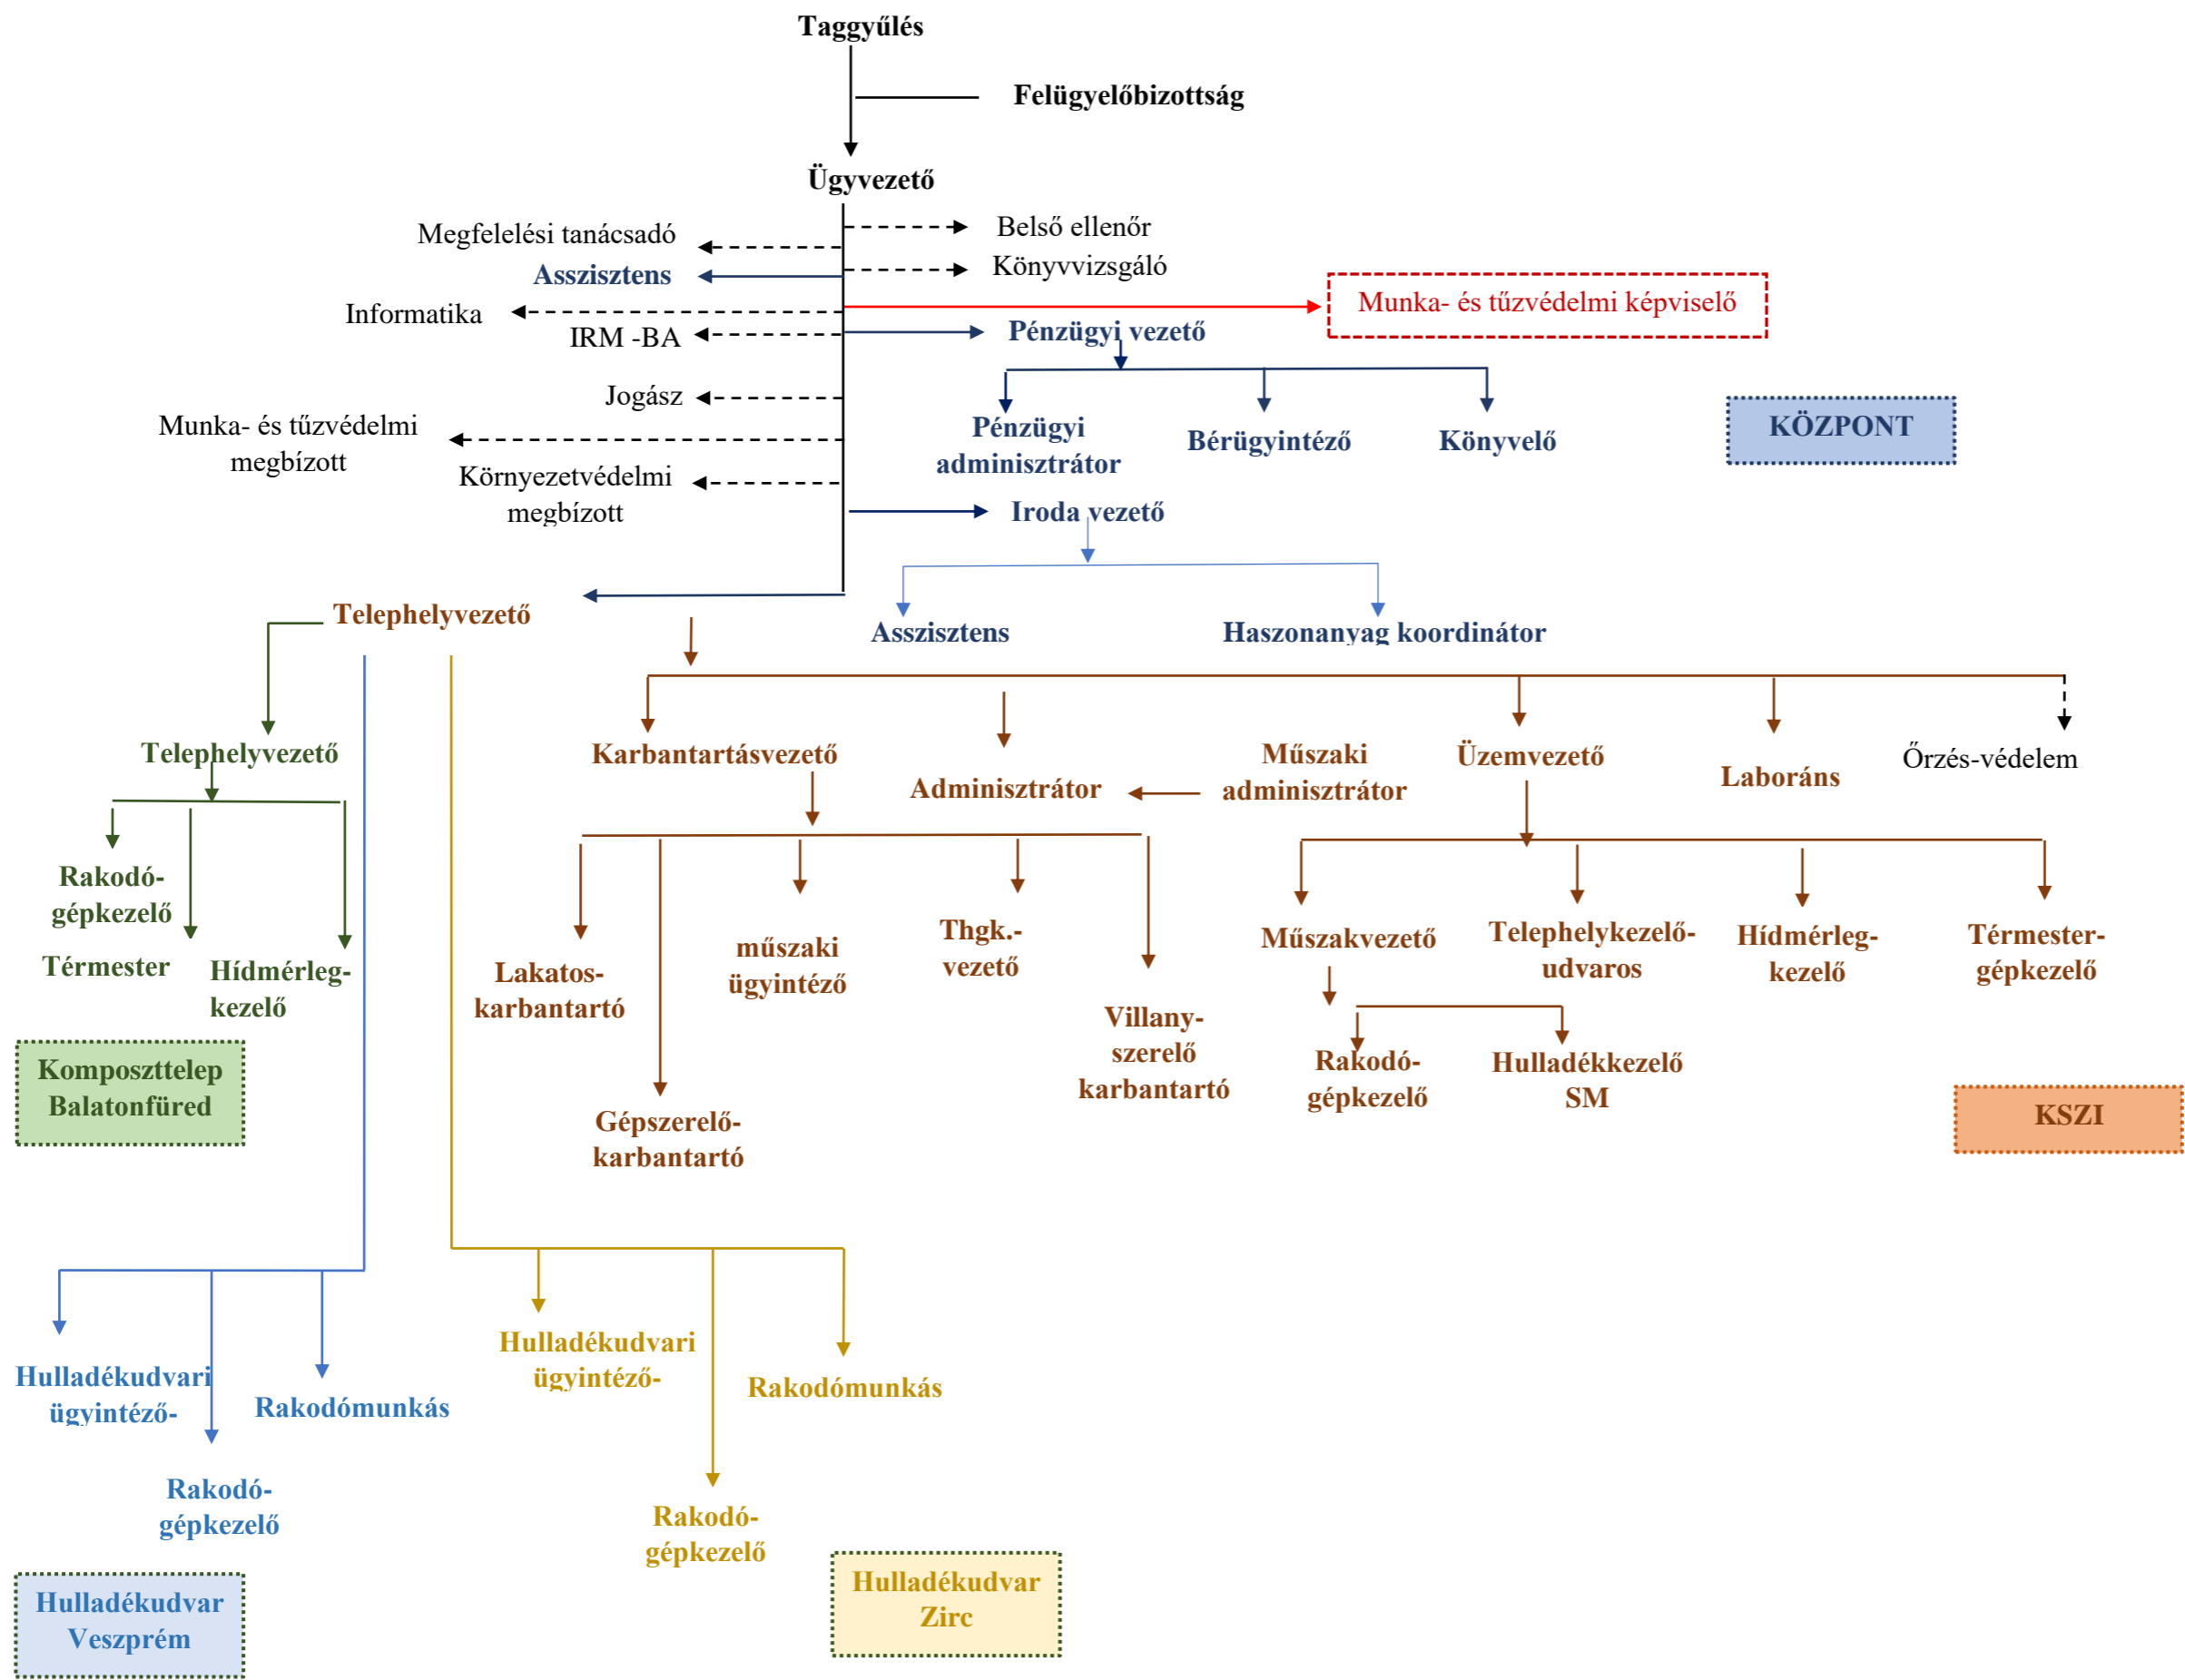 Taggyűlés
Felügyelőbizottság
Ügyvezető
Megfelelési tanácsadó
Belső ellenőr
Asszisztens
Könyvvizsgáló
Informatika
Munka- és tűzvédelmi képviselő
IRM -BA
Pénzügyi vezető
Jogász
Munka- és tűzvédelmi
megbízott
Pénzügyi
adminisztrátor
Bérügyintéző
Könyvelő
KÖZPONT
Környezetvédelmi
megbízott
Iroda vezető
Telephelyvezető
Asszisztens
Haszonanyag koordinátor
Telephelyvezető
Karbantartásvezető
Adminisztrátor
Műszaki
adminisztrátor
Üzemvezető
Laboráns
Őrzés-védelem
Rakodó-
gépkezelő
Térmester
Hídmérleg-
kezelő
Lakatos-
karbantartó
műszaki
ügyintéző
Thgk.-
vezető
Villany-
szerelő
karbantartó
Gépszerelő-
karbantartó
Műszakvezető
Telephelykezelő-
udvaros
Hídmérleg-
kezelő
Térmester-
gépkezelő
Rakodó-
gépkezelő
Hulladékkezelő
SM
Komposzttelep
Balatonfüred
KSZI
Hulladékudvari
ügyintéző-
Rakodómunkás
Rakodó-
gépkezelő
Hulladékudvari
ügyintéző-
Rakodómunkás
Rakodó-
gépkezelő
Hulladékudvar
Veszprém
Hulladékudvar
Zirc